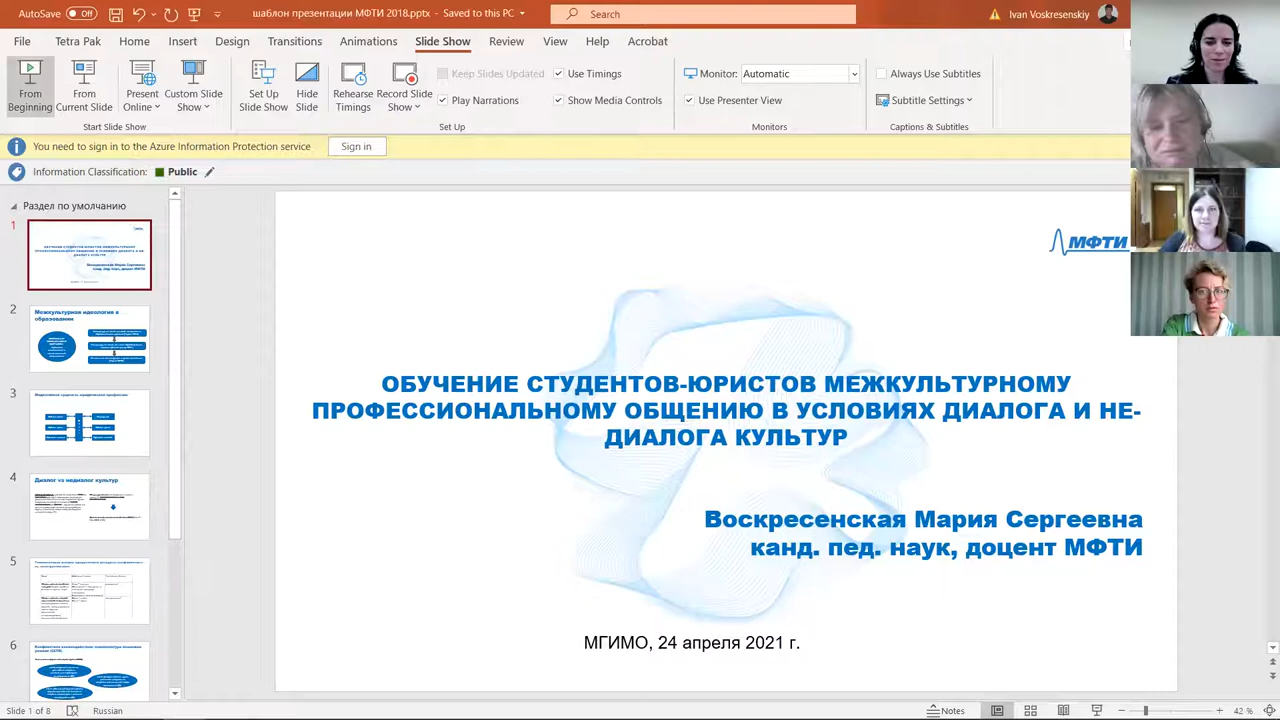 AutoSave Off шаблон презентации МФТИ 2018.pptx - Saved to this PC Search Ivan Voskresenskiy
File Tetra Pak Home Insert Design Transitions Animations Slide Show Review View Help Acrobat
From Beginning
From Current Slide
Present Online
Custom Slide Show
Start Slide Show
Set Up Slide Show
Hide Slide
Rehearse Timings
Record Slide Show
Keep Slides Updated
Play Narrations
Use Timings
Show Media Controls
Set Up
Monitor: Automatic
Use Presenter View
Monitors
Always Use Subtitles
Subtitle Settings
Captions & Subtitles
You need to sign in to the Azure Information Protection service Sign in
Information Classification: Public
Раздел по умолчанию
1
2
Межкультурная идеология в
образовании
3
4
Диалог vs недиалог культур
5
6
МФТИ
ОБУЧЕНИЕ СТУДЕНТОВ-ЮРИСТОВ МЕЖКУЛЬТУРНОМУ
ПРОФЕССИОНАЛЬНОМУ ОБЩЕНИЮ В УСЛОВИЯХ ДИАЛОГА И НЕ-
ДИАЛОГА КУЛЬТУР
Воскресенская Мария Сергеевна
канд. пед. наук, доцент МФТИ
МГИМО, 24 апреля 2021 г.
Slide 1 of 8 Russian Notes 42 %